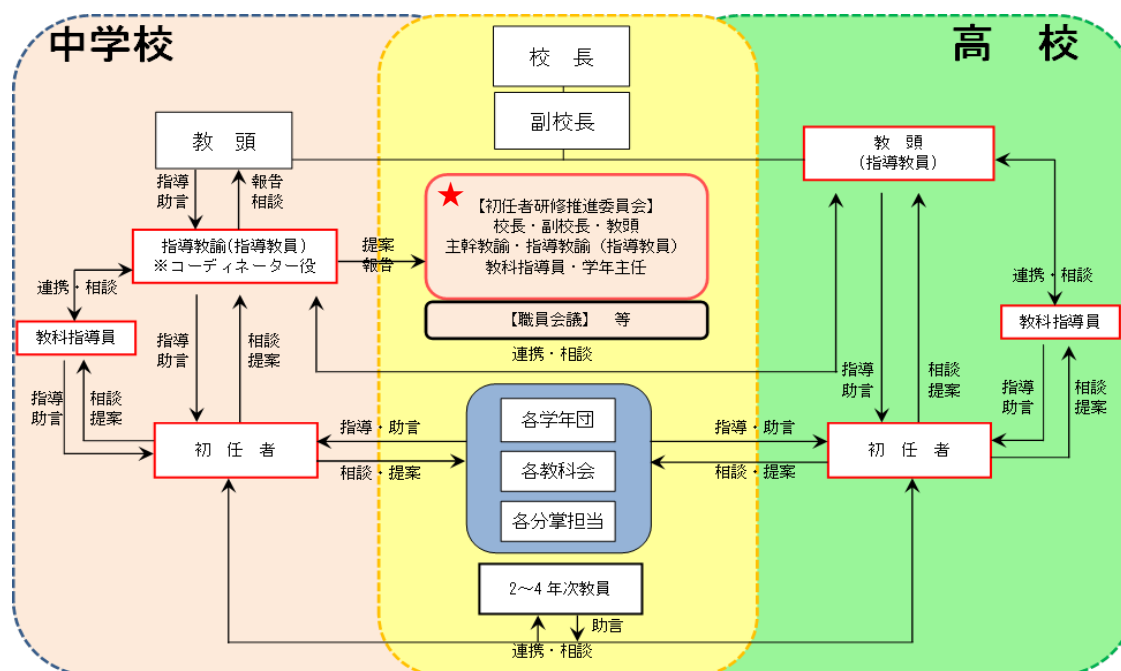 中学校
高　校
校　長
副校長
教　頭
教　頭
(指導教員)
指導
助言
報告
相談
★
【初任者研修推進委員会】
校長・副校長・教頭
主幹教諭・指導教諭（指導教員）
教科指導員・学年主任
指導教諭(指導教員)
※コーディネーター役
提案
報告
連携・相談
連携・相談
【職員会議】　等
教科指導員
教科指導員
指導
助言
相談
提案
連携・相談
指導
助言
相談
提案
指導
助言
相談
提案
指導
助言
相談
提案
各学年団
各教科会
各分掌担当
初　任　者
初　任　者
指導・助言
相談・提案
指導・助言
相談・提案
2～4年次教員
助言
連携・相談